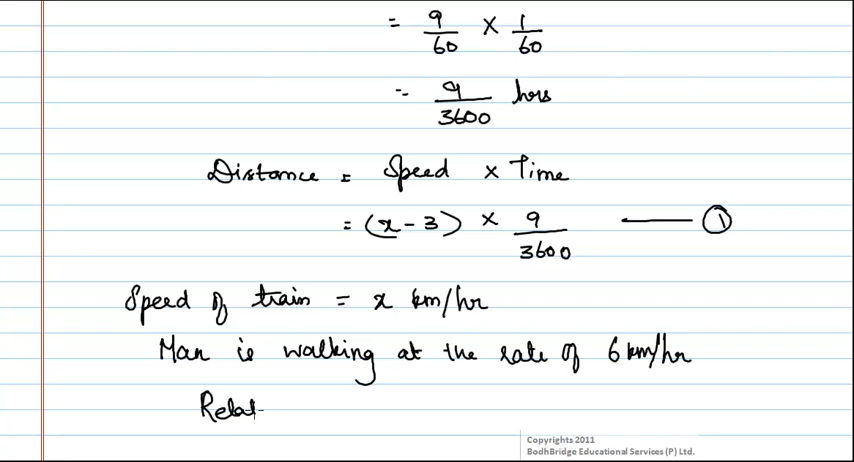 = 9/60 × 1/60
= 9/3600 hrs
Distance = Speed × Time
= (x - 3) × 9/3600 —— ①
Speed of train = x km/hr
Man is walking at the rate of 6 km/hr
Relat
Copyrights 2011
BodhBridge Educational Services (P) Ltd.